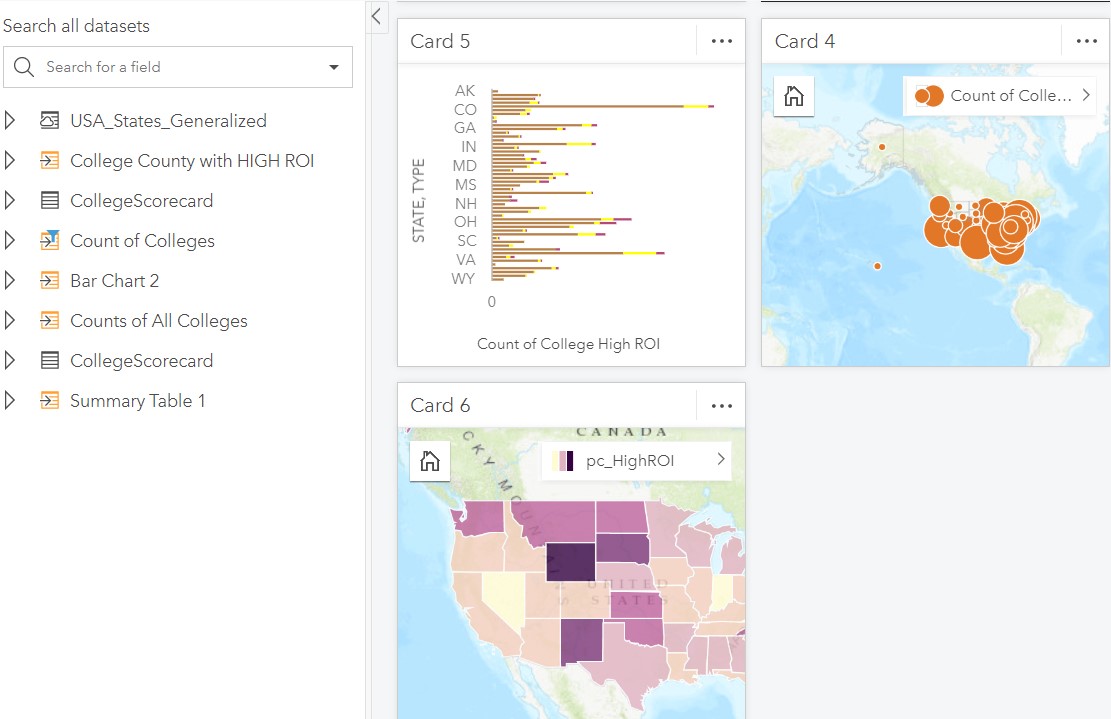 Search all datasets
Search for a field
USA_States_Generalized
College County with HIGH ROI
CollegeScorecard
Count of Colleges
Bar Chart 2
Counts of All Colleges
CollegeScorecard
Summary Table 1
Card 5
STATE, TYPE
AK
CO
GA
IN
MD
MS
NH
OH
SC
VA
WY
0
Count of College High ROI
Card 4
Count of Colle...
Card 6
pc_HighROI
CANADA
CKY MOUNTAI
UNITED
STATES